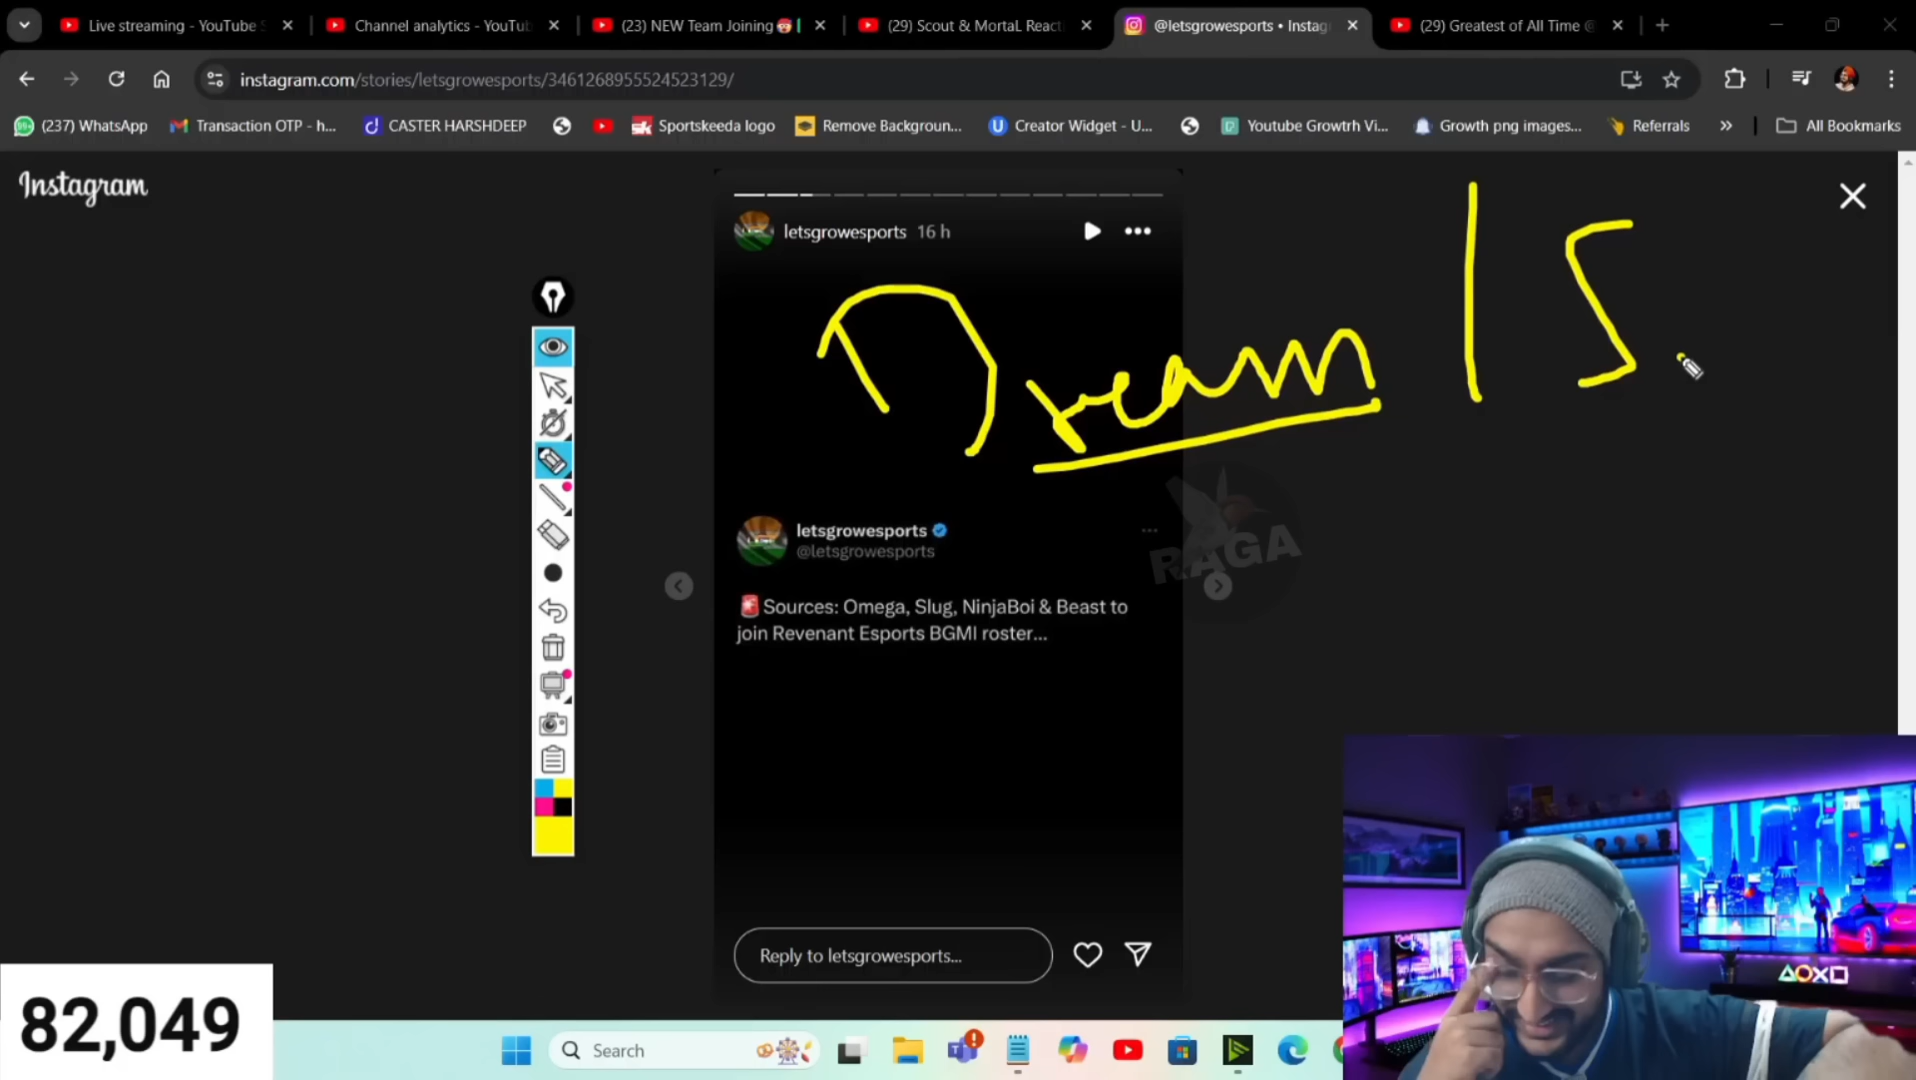 Live streaming - YouTube S
Channel analytics - YouTub
(23) NEW Team Joining
(29) Scout & MortaL React
@letsgrowesports • Instag
(29) Greatest of All Time @
instagram.com/stories/letsgrowesports/3461268955524523129/
(237) WhatsApp
Transaction OTP - h...
CASTER HARSHDEEP
Sportskeeda logo
Remove Backgroun...
Creator Widget - U...
Youtube Growtrh Vi...
Growth png images...
Referrals
All Bookmarks
Instagram
letsgrowesports 16 h
Dream IS
letsgrowesports
@letsgrowesports
RAGA
🚨Sources: Omega, Slug, NinjaBoi & Beast to
join Revenant Esports BGMI roster...
Reply to letsgrowesports...
82,049
Search